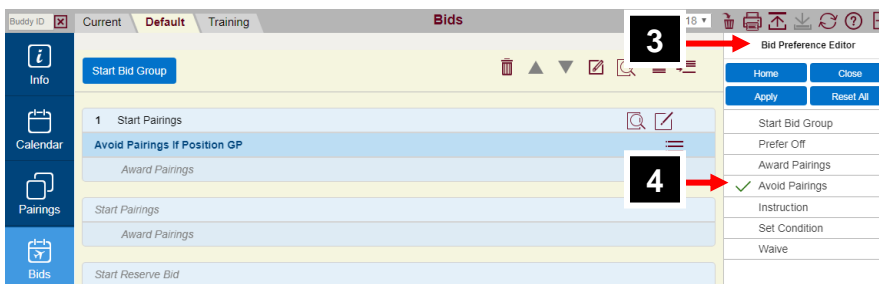 Buddy ID Current Default Training Bids 18
3
Bid Preference Editor
Info
Start Bid Group
Home Close
Apply Reset All
1 Start Pairings
Start Bid Group
Calendar
Avoid Pairings If Position GP
Prefer Off
Award Pairings
Award Pairings
4
Avoid Pairings
Pairings
Start Pairings
Instruction
Award Pairings
Set Condition
Waive
Bids
Start Reserve Bid